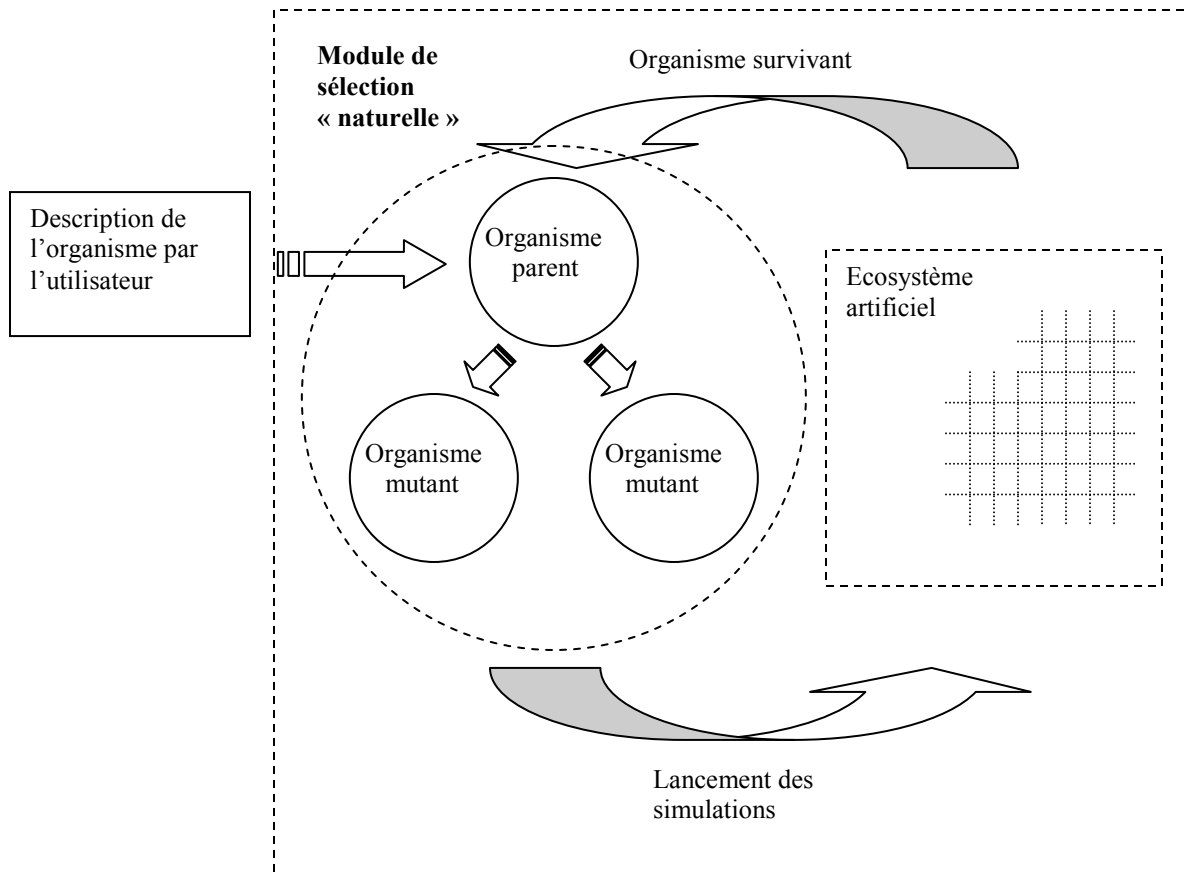 Module de
sélection
« naturelle »
Organisme survivant
Description de
l’organisme par
l’utilisateur
Organisme
parent
Ecosystème
artificiel
Organisme
mutant
Organisme
mutant
Lancement des
simulations